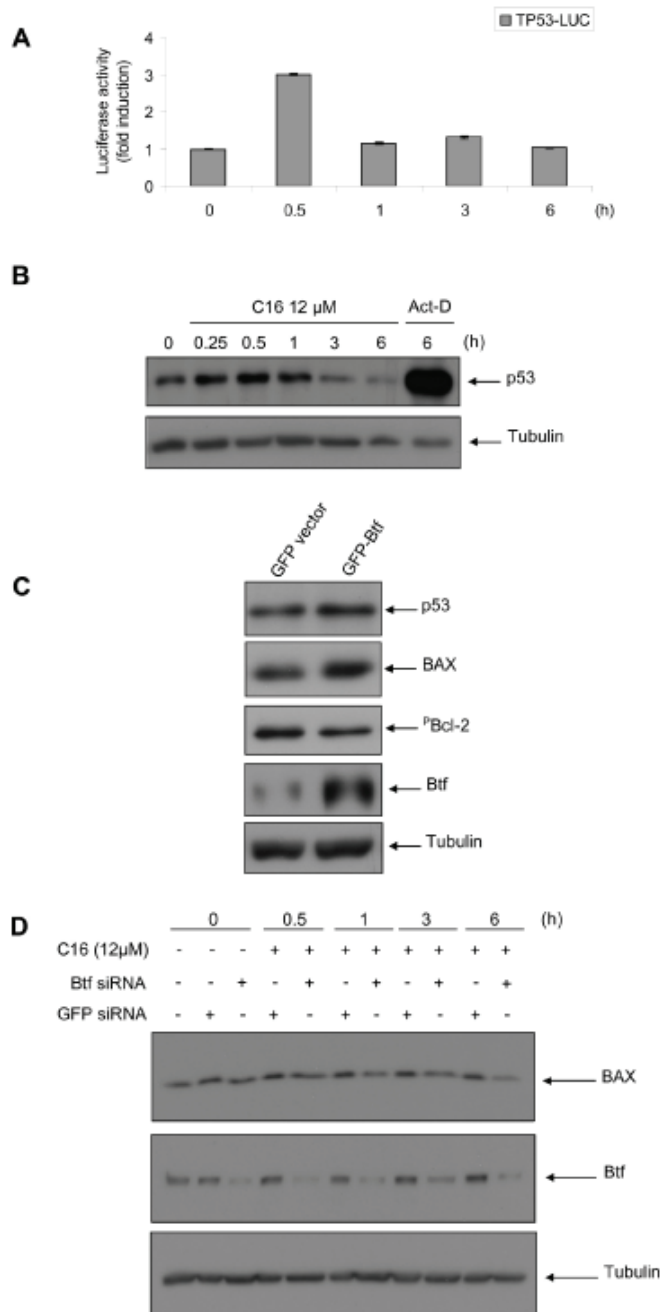 TP53-LUC
A
Luciferase activity
(fold induction)
4
3
2
1
0
0 0.5 1 3 6 (h)
B
C16 12 µM Act-D
0 0.25 0.5 1 3 6 6 (h)
p53
Tubulin
C
GFP vector GFP-Btf
p53
BAX
PBcl-2
Btf
Tubulin
D
0 0.5 1 3 6 (h)
C16 (12µM) - - - + + + + + + + +
Btf siRNA - - + - + - + - + - +
GFP siRNA - + - + - + - + - + -
BAX
Btf
Tubulin